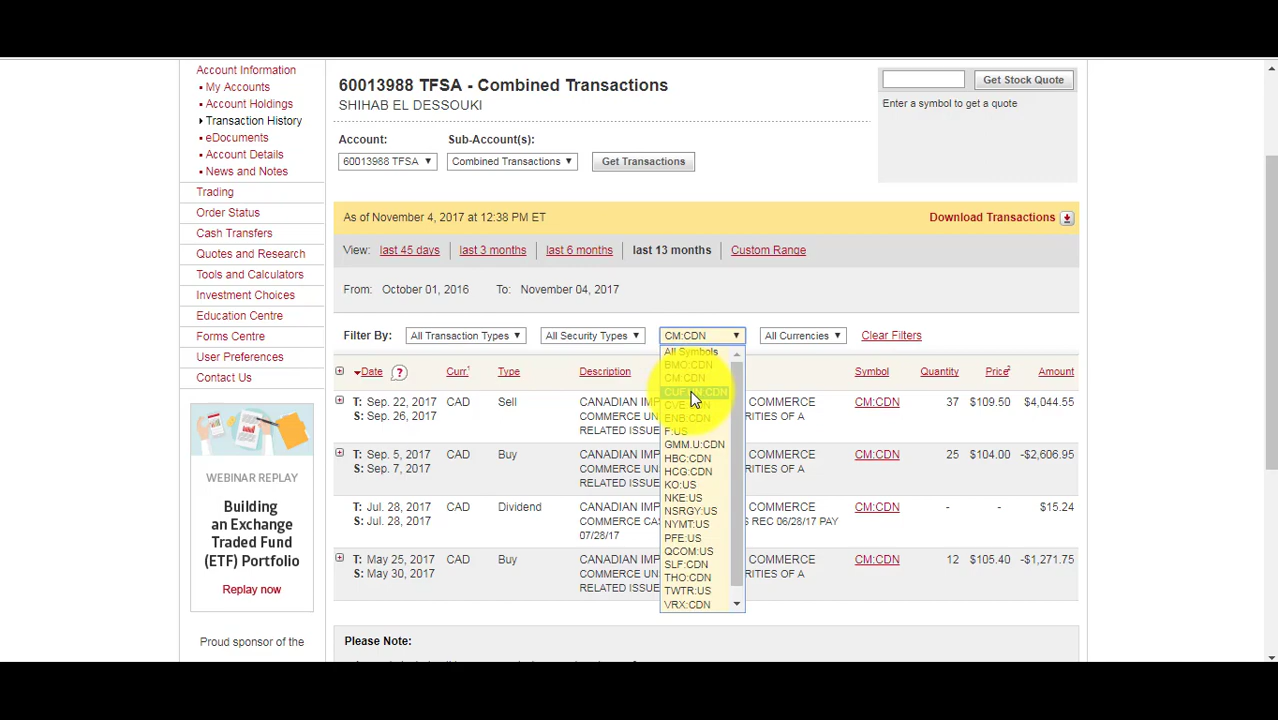 Account Information
My Accounts
Account Holdings
Transaction History
eDocuments
Account Details
News and Notes
Trading
Order Status
Cash Transfers
Quotes and Research
Tools and Calculators
Investment Choices
Education Centre
Forms Centre
User Preferences
Contact Us
WEBINAR REPLAY
Building
an Exchange
Traded Fund
(ETF) Portfolio
Replay now
Proud sponsor of the
60013988 TFSA - Combined Transactions
SHIHAB EL DESSOUKI
Account: Sub-Account(s):
60013988 TFSA Combined Transactions Get Transactions
Get Stock Quote
Enter a symbol to get a quote
As of November 4, 2017 at 12:38 PM ET Download Transactions
View: last 45 days last 3 months last 6 months last 13 months Custom Range
From: October 01, 2016 To: November 04, 2017
Filter By: All Transaction Types All Security Types CM:CDN All Currencies Clear Filters
All Symbols
BMO:CDN
CM:CDN
ENB:CDN
F:US
GMM.U:CDN
HBC:CDN
HCG:CDN
KO:US
NKE:US
NSRGY:US
NYMT:US
PFE:US
QCOM:US
SLF:CDN
THO:CDN
TWTR:US
VRX:CDN
Date ? Curr.¹ Type Description Symbol Quantity Price² Amount
T: Sep. 22, 2017 CAD Sell CANADIAN IMP COMMERCE CM:CDN 37 $109.50 $4,044.55
S: Sep. 26, 2017 COMMERCE UN RITIES OF A
RELATED ISSUE
T: Sep. 5, 2017 CAD Buy CANADIAN IMP COMMERCE CM:CDN 25 $104.00 -$2,606.95
S: Sep. 7, 2017 COMMERCE UN RITIES OF A
RELATED ISSUE
T: Jul. 28, 2017 CAD Dividend CANADIAN IMP COMMERCE CM:CDN - - $15.24
S: Jul. 28, 2017 COMMERCE CAS S REC 06/28/17 PAY
07/28/17
T: May 25, 2017 CAD Buy CANADIAN IMP COMMERCE CM:CDN 12 $105.40 -$1,271.75
S: May 30, 2017 COMMERCE UN RITIES OF A
RELATED ISSUE
Please Note: